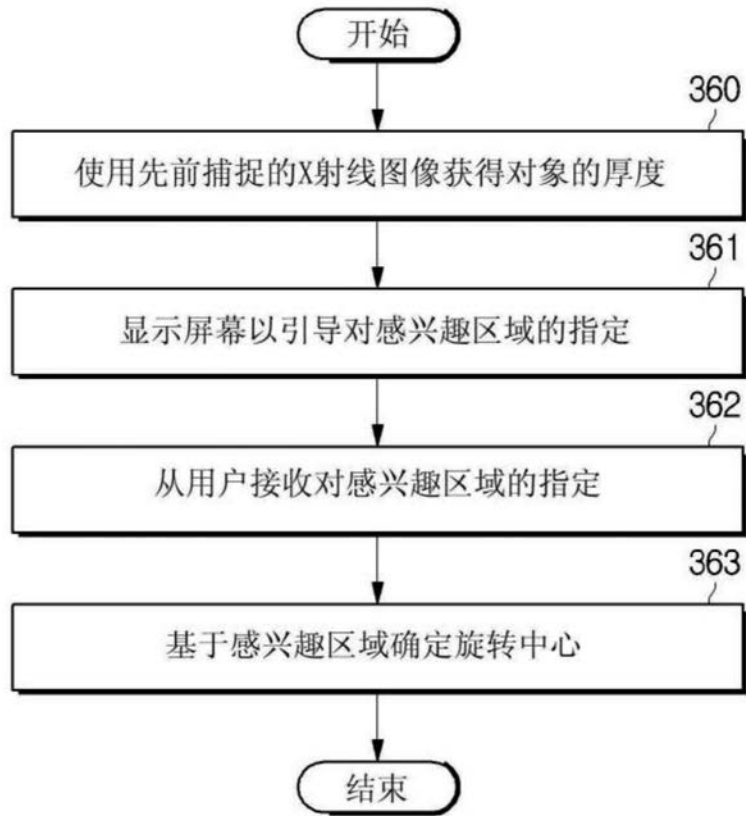 开始
360
使用先前捕捉的X射线图像获得对象的厚度
361
显示屏幕以引导对感兴趣区域的指定
362
从用户接收对感兴趣区域的指定
363
基于感兴趣区域确定旋转中心
结束